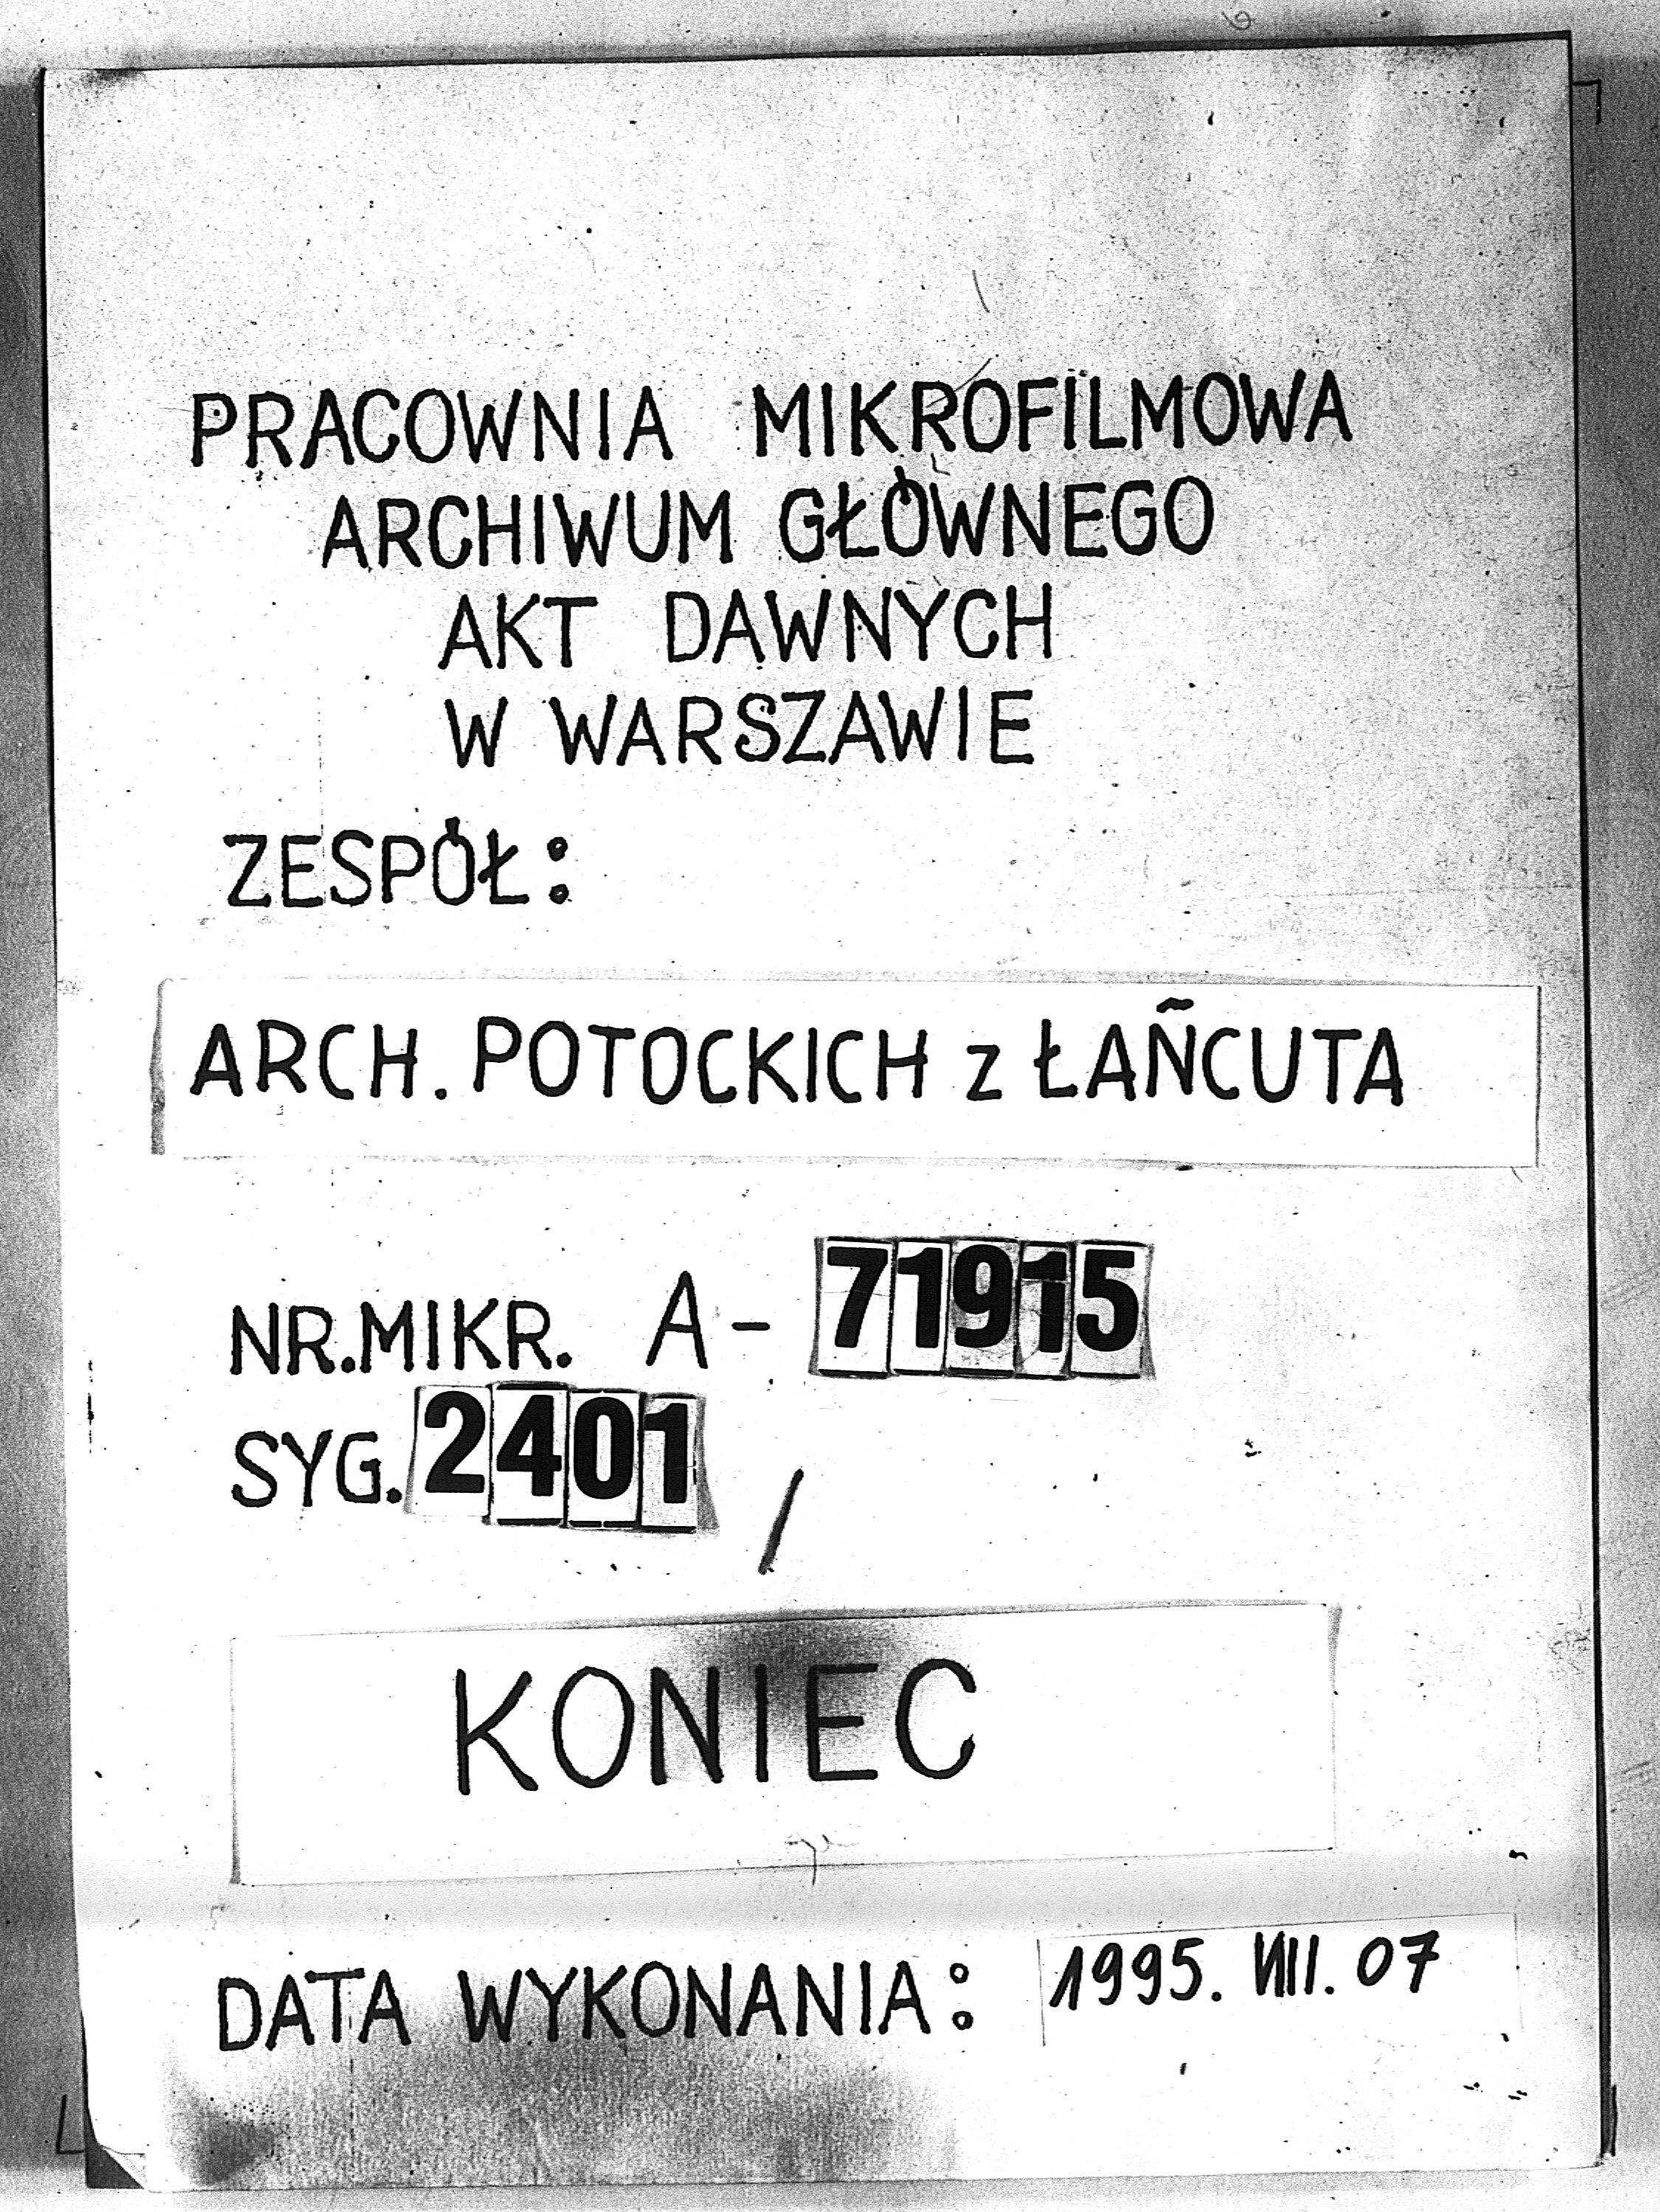 PRACOWNIA MIKROFILMOWA
ARCHIWUM GŁÓWNEGO
AKT DAWNYCH
W WARSZAWIE
ZESPÓŁ:
ARCH. POTOCKICH z ŁAŃCUTA
NR.MIKR. A- 71915
SYG. 2401 /
KONIEC
DATA WYKONANIA: 1995. VIII. 07